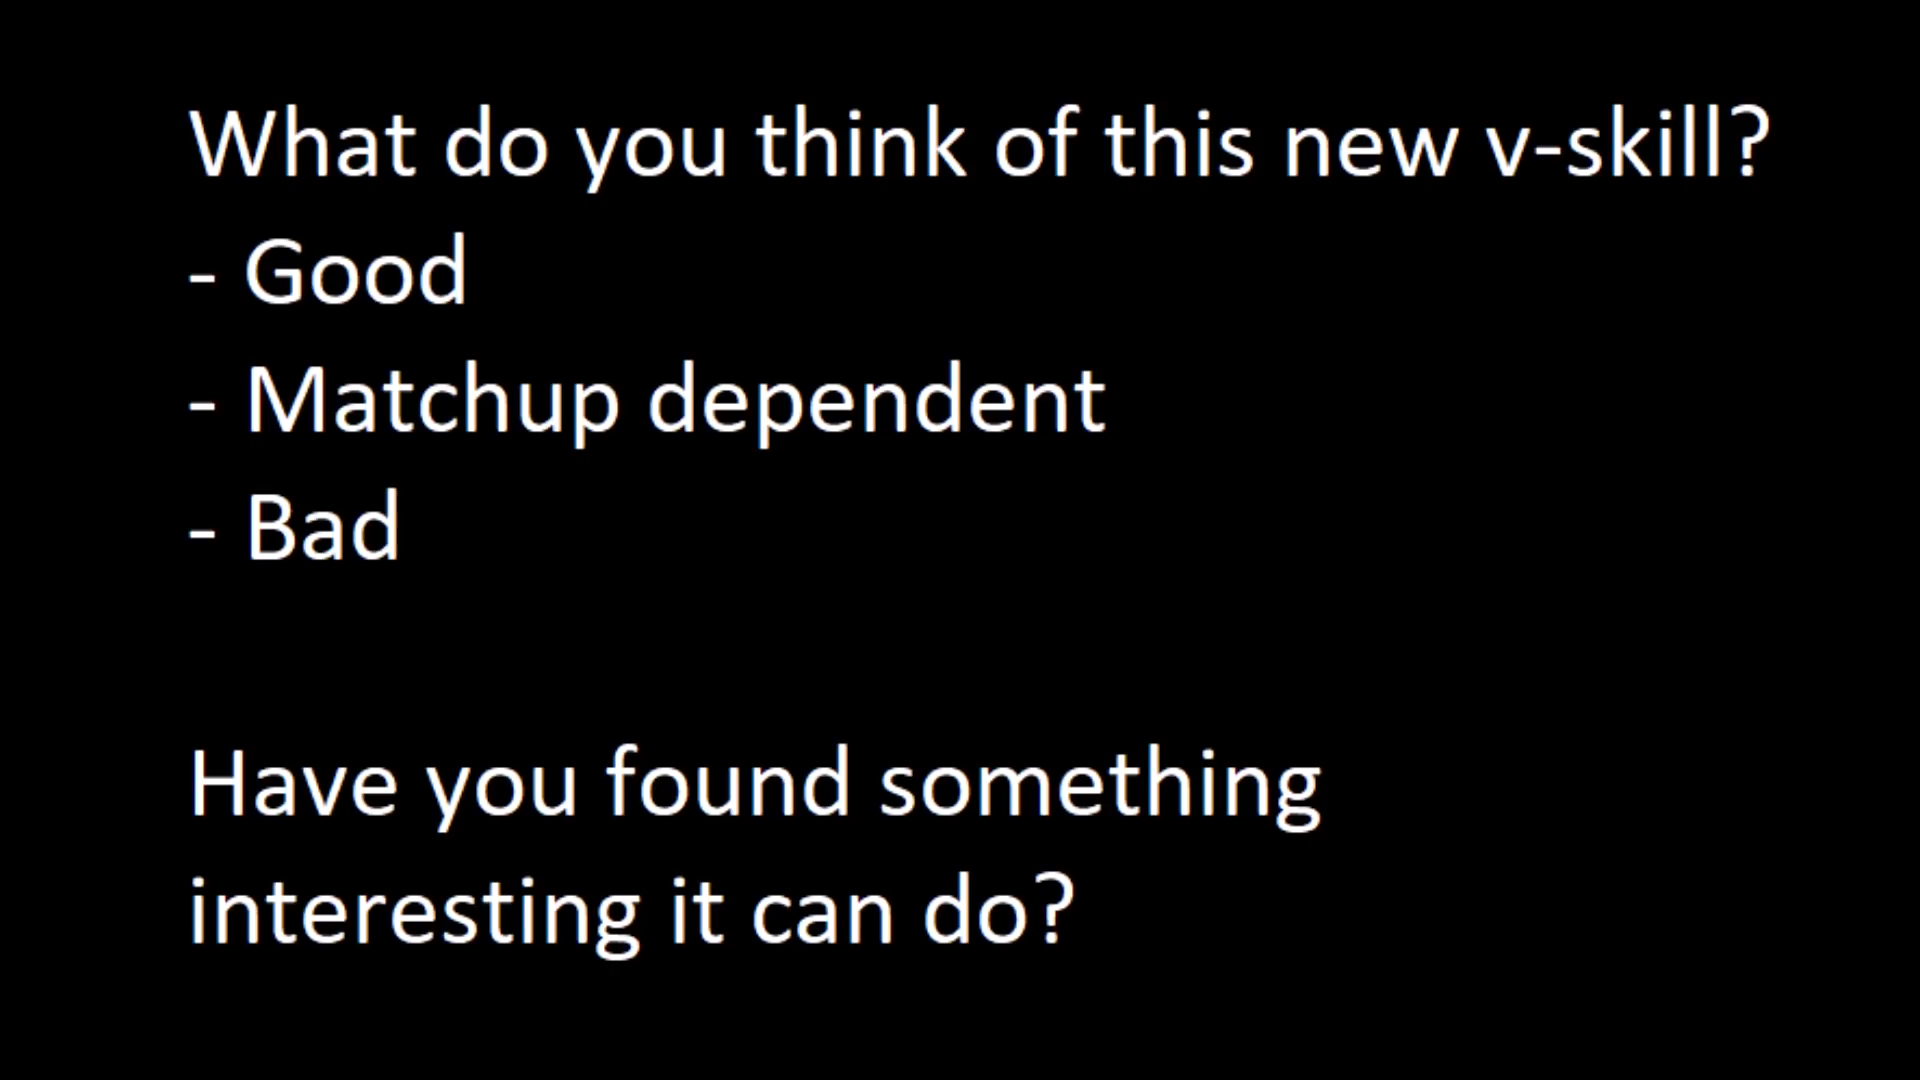 What do you think of this new v-skill?
- Good
- Matchup dependent
- Bad
Have you found something
interesting it can do?